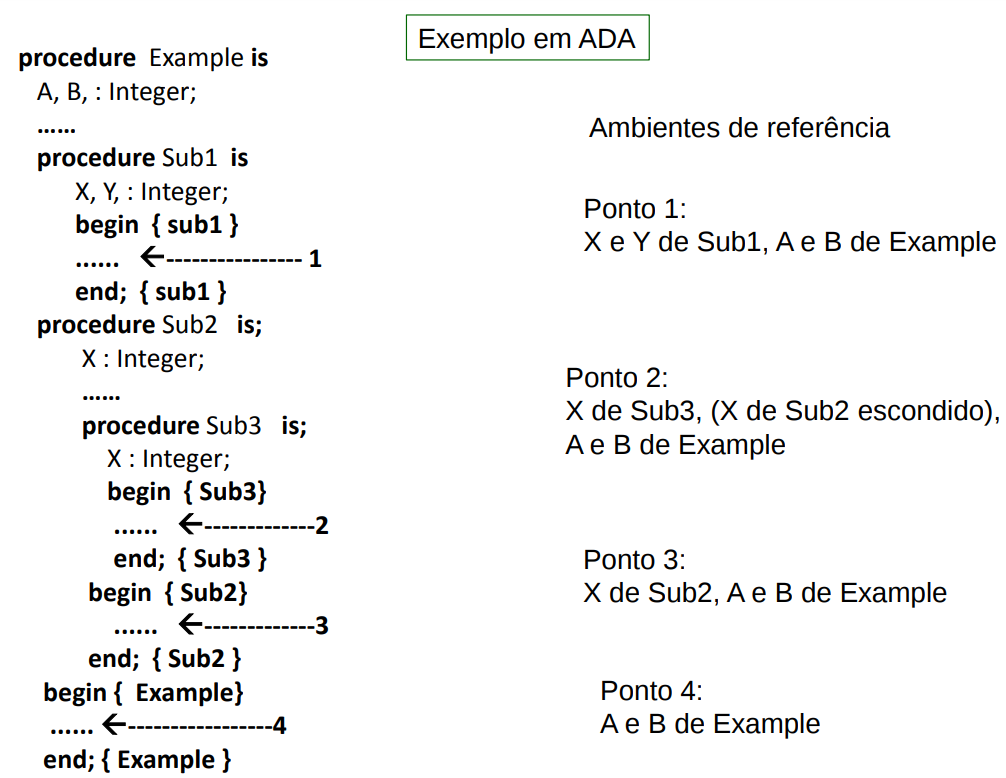 Exemplo em ADA
procedure Example is
A, B, : Integer;
......
procedure Sub1 is
X, Y, : Integer;
begin { sub1 }
...... ←---------------- 1
end; { sub1 }
procedure Sub2 is;
X : Integer;
......
procedure Sub3 is;
X : Integer;
begin { Sub3}
...... ←-------------2
end; { Sub3 }
begin { Sub2}
...... ←-------------3
end; { Sub2 }
begin { Example}
...... ←-----------------4
end; { Example }
Ambientes de referência
Ponto 1:
X e Y de Sub1, A e B de Example
Ponto 2:
X de Sub3, (X de Sub2 escondido),
A e B de Example
Ponto 3:
X de Sub2, A e B de Example
Ponto 4:
A e B de Example